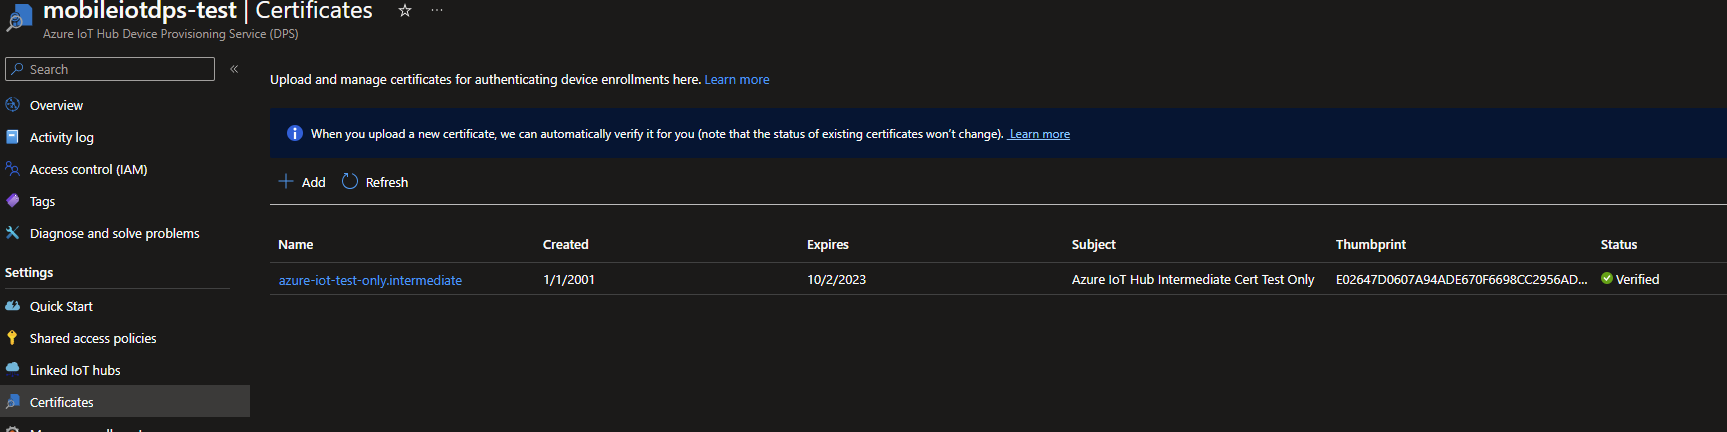 mobileiotdps-test | Certificates ☆ ···
Azure IoT Hub Device Provisioning Service (DPS)
Search «
Overview
Activity log
Access control (IAM)
Tags
Diagnose and solve problems
Settings
Quick Start
Shared access policies
Linked IoT hubs
Certificates
Upload and manage certificates for authenticating device enrollments here. Learn more
When you upload a new certificate, we can automatically verify it for you (note that the status of existing certificates won't change). Learn more
+ Add Refresh
Name Created Expires Subject Thumbprint Status
azure-iot-test-only.intermediate 1/1/2001 10/2/2023 Azure IoT Hub Intermediate Cert Test Only E02647D0607A94ADE670F6698CC2956AD... Verified